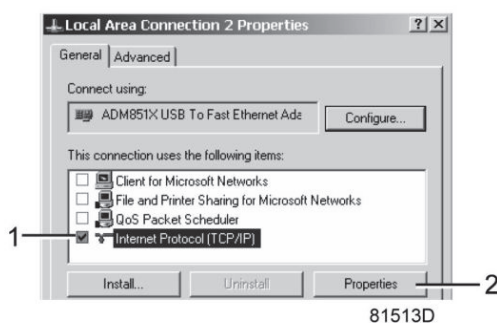 Local Area Connection 2 Properties
General Advanced
Connect using:
ADM851X USB To Fast Ethernet Ada
Configure...
This connection uses the following items:
Client for Microsoft Networks
File and Printer Sharing for Microsoft Networks
QoS Packet Scheduler
1 Internet Protocol (TCP/IP)
Install... Uninstall Properties 2
81513D